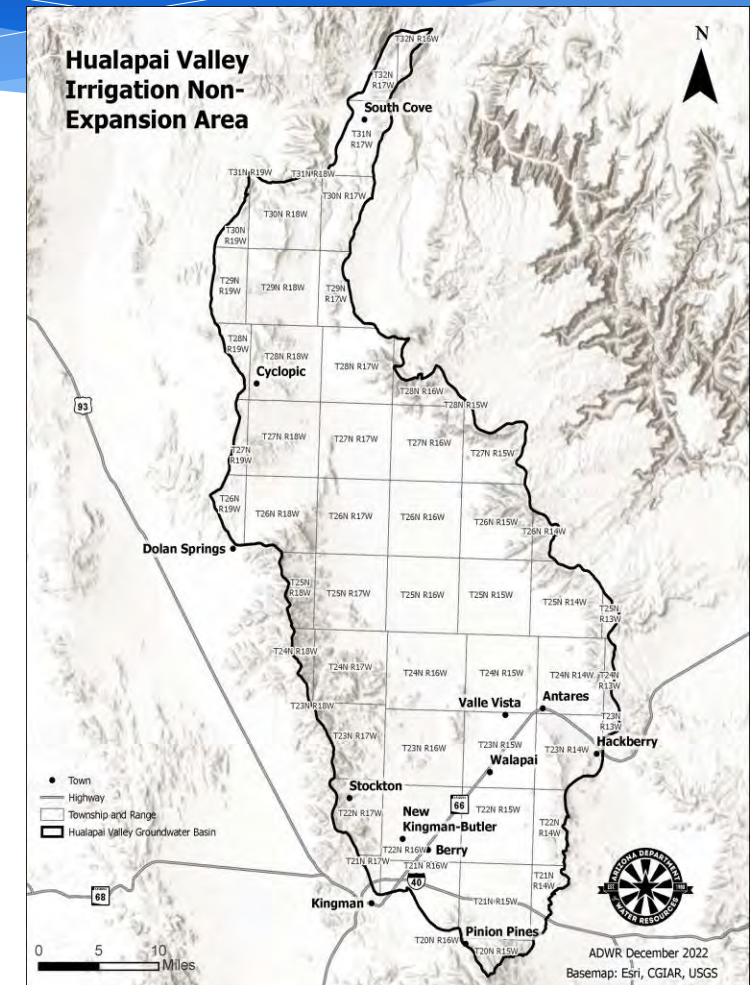 Hualapai Valley
Irrigation Non-
Expansion Area
N
T32N R16W
T32N
R17W
South Cove
T31N
R17W
T31N R19W
T31N R18W
T30N R17W
T30N R18W
T30N
R19W
T29N
R19W
T29N R18W
T29N
R17W
T28N
R19W
T28N R18W
T28N R17W
Cyclopic
T28N R16W
T28N R15W
93
T27N R18W
T27N R17W
T27N R16W
T27N R15W
T27N
R19W
T26N
R19W
T26N R18W
T26N R17W
T26N R16W
T26N R15W
T26N R14W
Dolan Springs
T25N
R18W
T25N R17W
T25N R16W
T25N R15W
T25N R14W
T25N
R13W
T24N R18W
T24N R17W
T24N R16W
T24N R15W
T24N R14W
T24N
R13W
Valle Vista
Antares
T23N R18W
T23N
R13W
T23N R17W
T23N R16W
T23N R15W
T23N R14W
Hackberry
Walapai
Stockton
66
T22N R17W
New
Kingman-Butler
T22N R15W
T22N
R14W
T22N R16W
Berry
T21N R17W
T21N R16W
40
T21N
R14W
T21N R15W
68
Kingman
Pinion Pines
T20N R16W
T20N R15W
Town
Highway
Township and Range
Hualapai Valley Groundwater Basin
0 5 10
Miles
ARIZONA DEPARTMENT
EST 1980
OF WATER RESOURCES
ADWR December 2022
Basemap: Esri, CGIAR, USGS